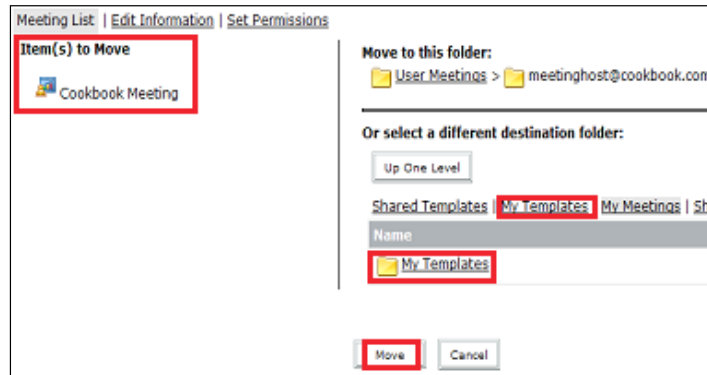 Meeting List | Edit Information | Set Permissions
Item(s) to Move
Cookbook Meeting
Move to this folder:
User Meetings > meetinghost@cookbook.com
Or select a different destination folder:
Up One Level
Shared Templates | My Templates My Meetings | Sh
Name
My Templates
Move Cancel